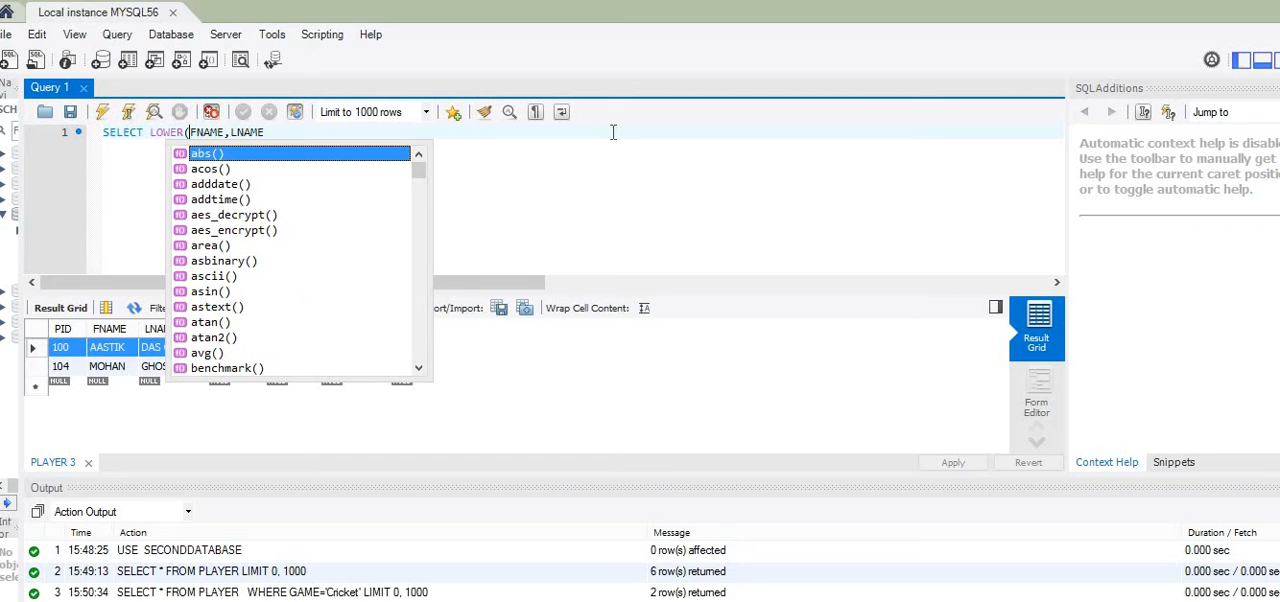 Local instance MYSQL56
ile Edit View Query Database Server Tools Scripting Help
Query 1
SQLAdditions
Limit to 1000 rows
Jump to
1 SELECT LOWER(FNAME,LNAME
abs()
acos()
adddate()
addtime()
aes_decrypt()
aes_encrypt()
area()
asbinary()
ascii()
asin()
astext()
atan()
atan2()
avg()
benchmark()
Automatic context help is disab
Use the toolbar to manually get
help for the current caret positio
or to toggle automatic help.
Result Grid Filte ort/Import: Wrap Cell Content:
PID FNAME LNA
100 AASTIK DAS
104 MOHAN GHOS
NULL NULL
Result
Grid
Form
Editor
PLAYER 3
Apply Revert
Context Help Snippets
Output
Action Output
Time Action Message Duration / Fetch
1 15:48:25 USE SECONDDATABASE 0 row(s) affected 0.000 sec
2 15:49:13 SELECT * FROM PLAYER LIMIT 0, 1000 6 row(s) returned 0.000 sec / 0.000 se
3 15:50:34 SELECT * FROM PLAYER WHERE GAME='Cricket' LIMIT 0, 1000 2 row(s) returned 0.000 sec / 0.000 se